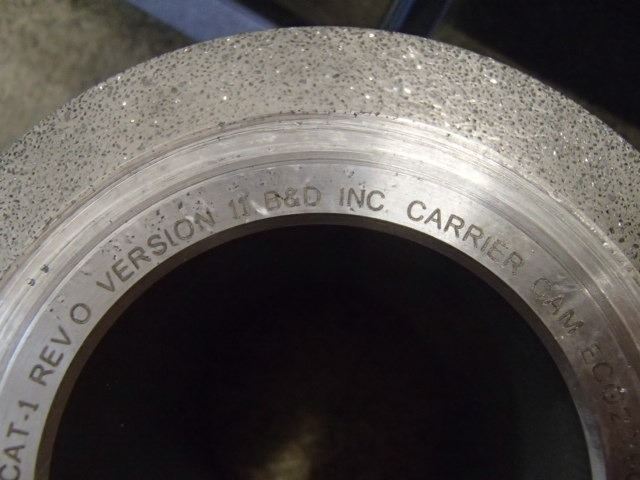 CAT-1 REV O VERSION 11 B&D INC. CARRIER CAM